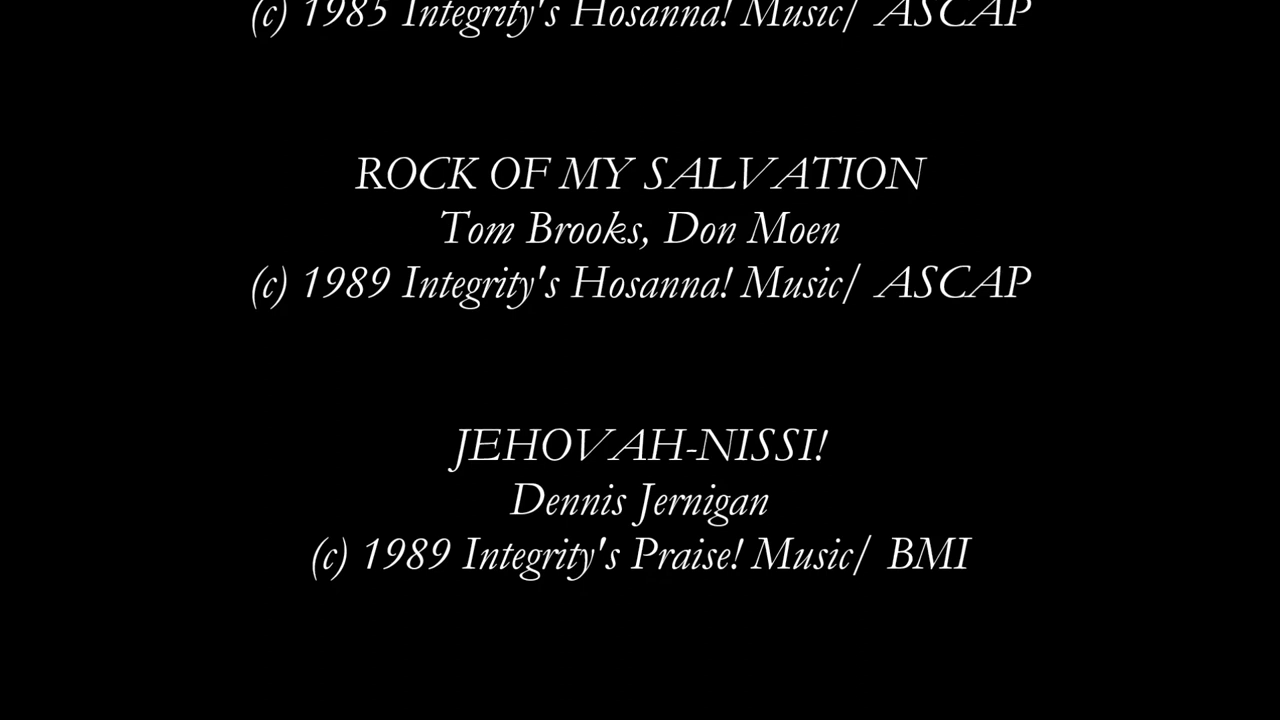 (c) 1985 Integrity's Hosanna! Music/ ASCAP
ROCK OF MY SALVATION
Tom Brooks, Don Moen
(c) 1989 Integrity's Hosanna! Music/ ASCAP
JEHOVAH-NISSI!
Dennis Jernigan
(c) 1989 Integrity's Praise! Music/ BMI